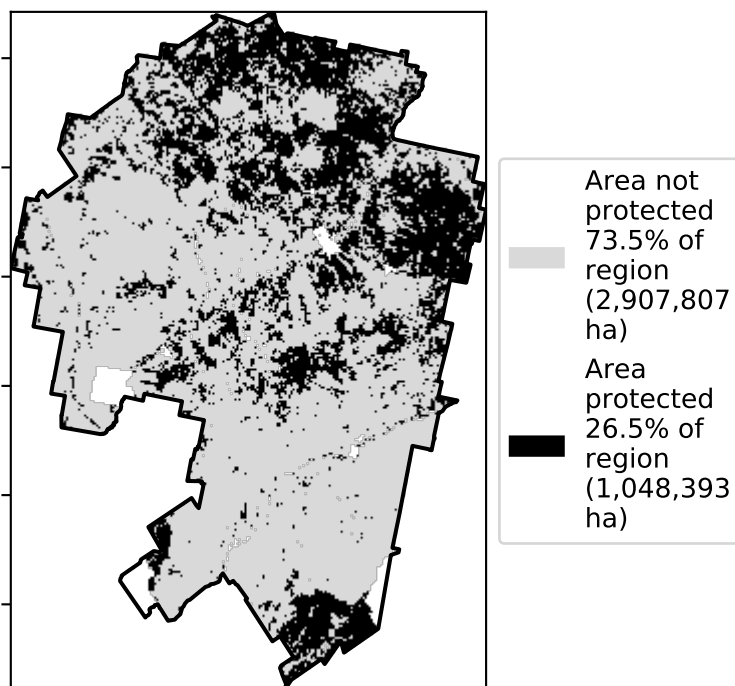 Area not
protected
73.5% of
region
(2,907,807
ha)
Area
protected
26.5% of
region
(1,048,393
ha)